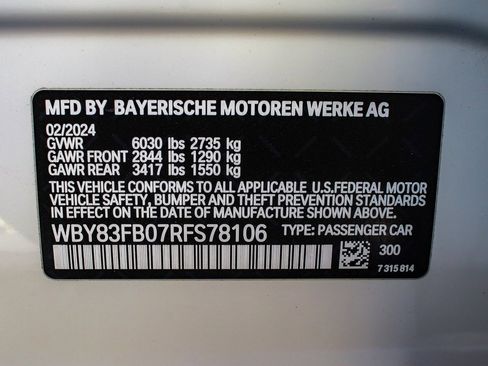 MFD BY BAYERISCHE MOTOREN WERKE AG
02/2024
GVWR 6030 lbs 2735 kg
GAWR FRONT 2844 lbs 1290 kg
GAWR REAR 3417 lbs 1550 kg
THIS VEHICLE CONFORMS TO ALL APPLICABLE U.S.FEDERAL MOTOR
VEHICLE SAFETY, BUMPER AND THEFT PREVENTION STANDARDS
IN EFFECT ON THE DATE OF MANUFACTURE SHOWN ABOVE.
WBY83FB07RFS78106 TYPE: PASSENGER CAR
300
7 315 814